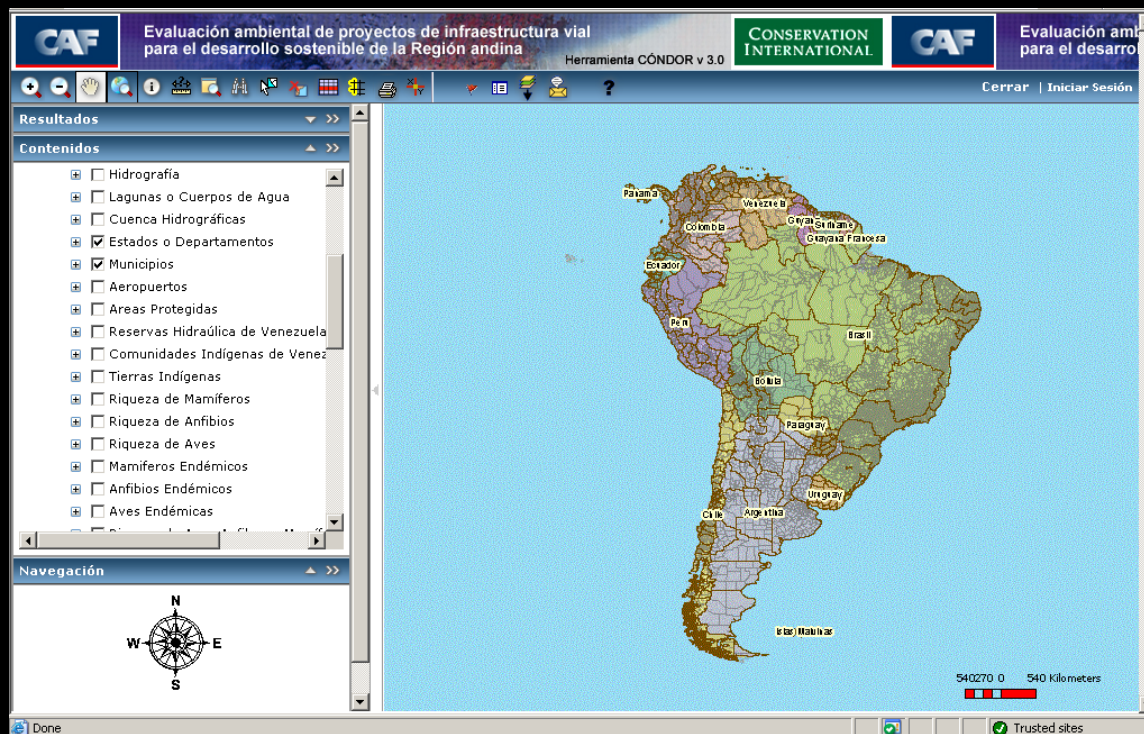 CAF
Evaluación ambiental de proyectos de infraestructura vial
para el desarrollo sostenible de la Región andina
Herramienta CÓNDOR v 3.0
CONSERVATION
INTERNATIONAL
CAF
Evaluación amb
para el desarro
Cerrar | Iniciar Sesión
Resultados
Contenidos
Hidrografía
Lagunas o Cuerpos de Agua
Cuenca Hidrográficas
Estados o Departamentos
Municipios
Aeropuertos
Areas Protegidas
Reservas Hidraúlica de Venezuela
Comunidades Indígenas de Venez
Tierras Indígenas
Riqueza de Mamíferos
Riqueza de Anfibios
Riqueza de Aves
Mamiferos Endémicos
Anfibios Endémicos
Aves Endémicas
Navegación
N
W
E
S
Panama
Venezuela
Colombia
Guyana
Suriname
Guayana Francesa
Ecuador
Peru
Brasil
Bolivia
Paraguay
Uruguay
Chile
Argentina
Islas Malvinas
540270 0 540 Kilometers
Done
Trusted sites